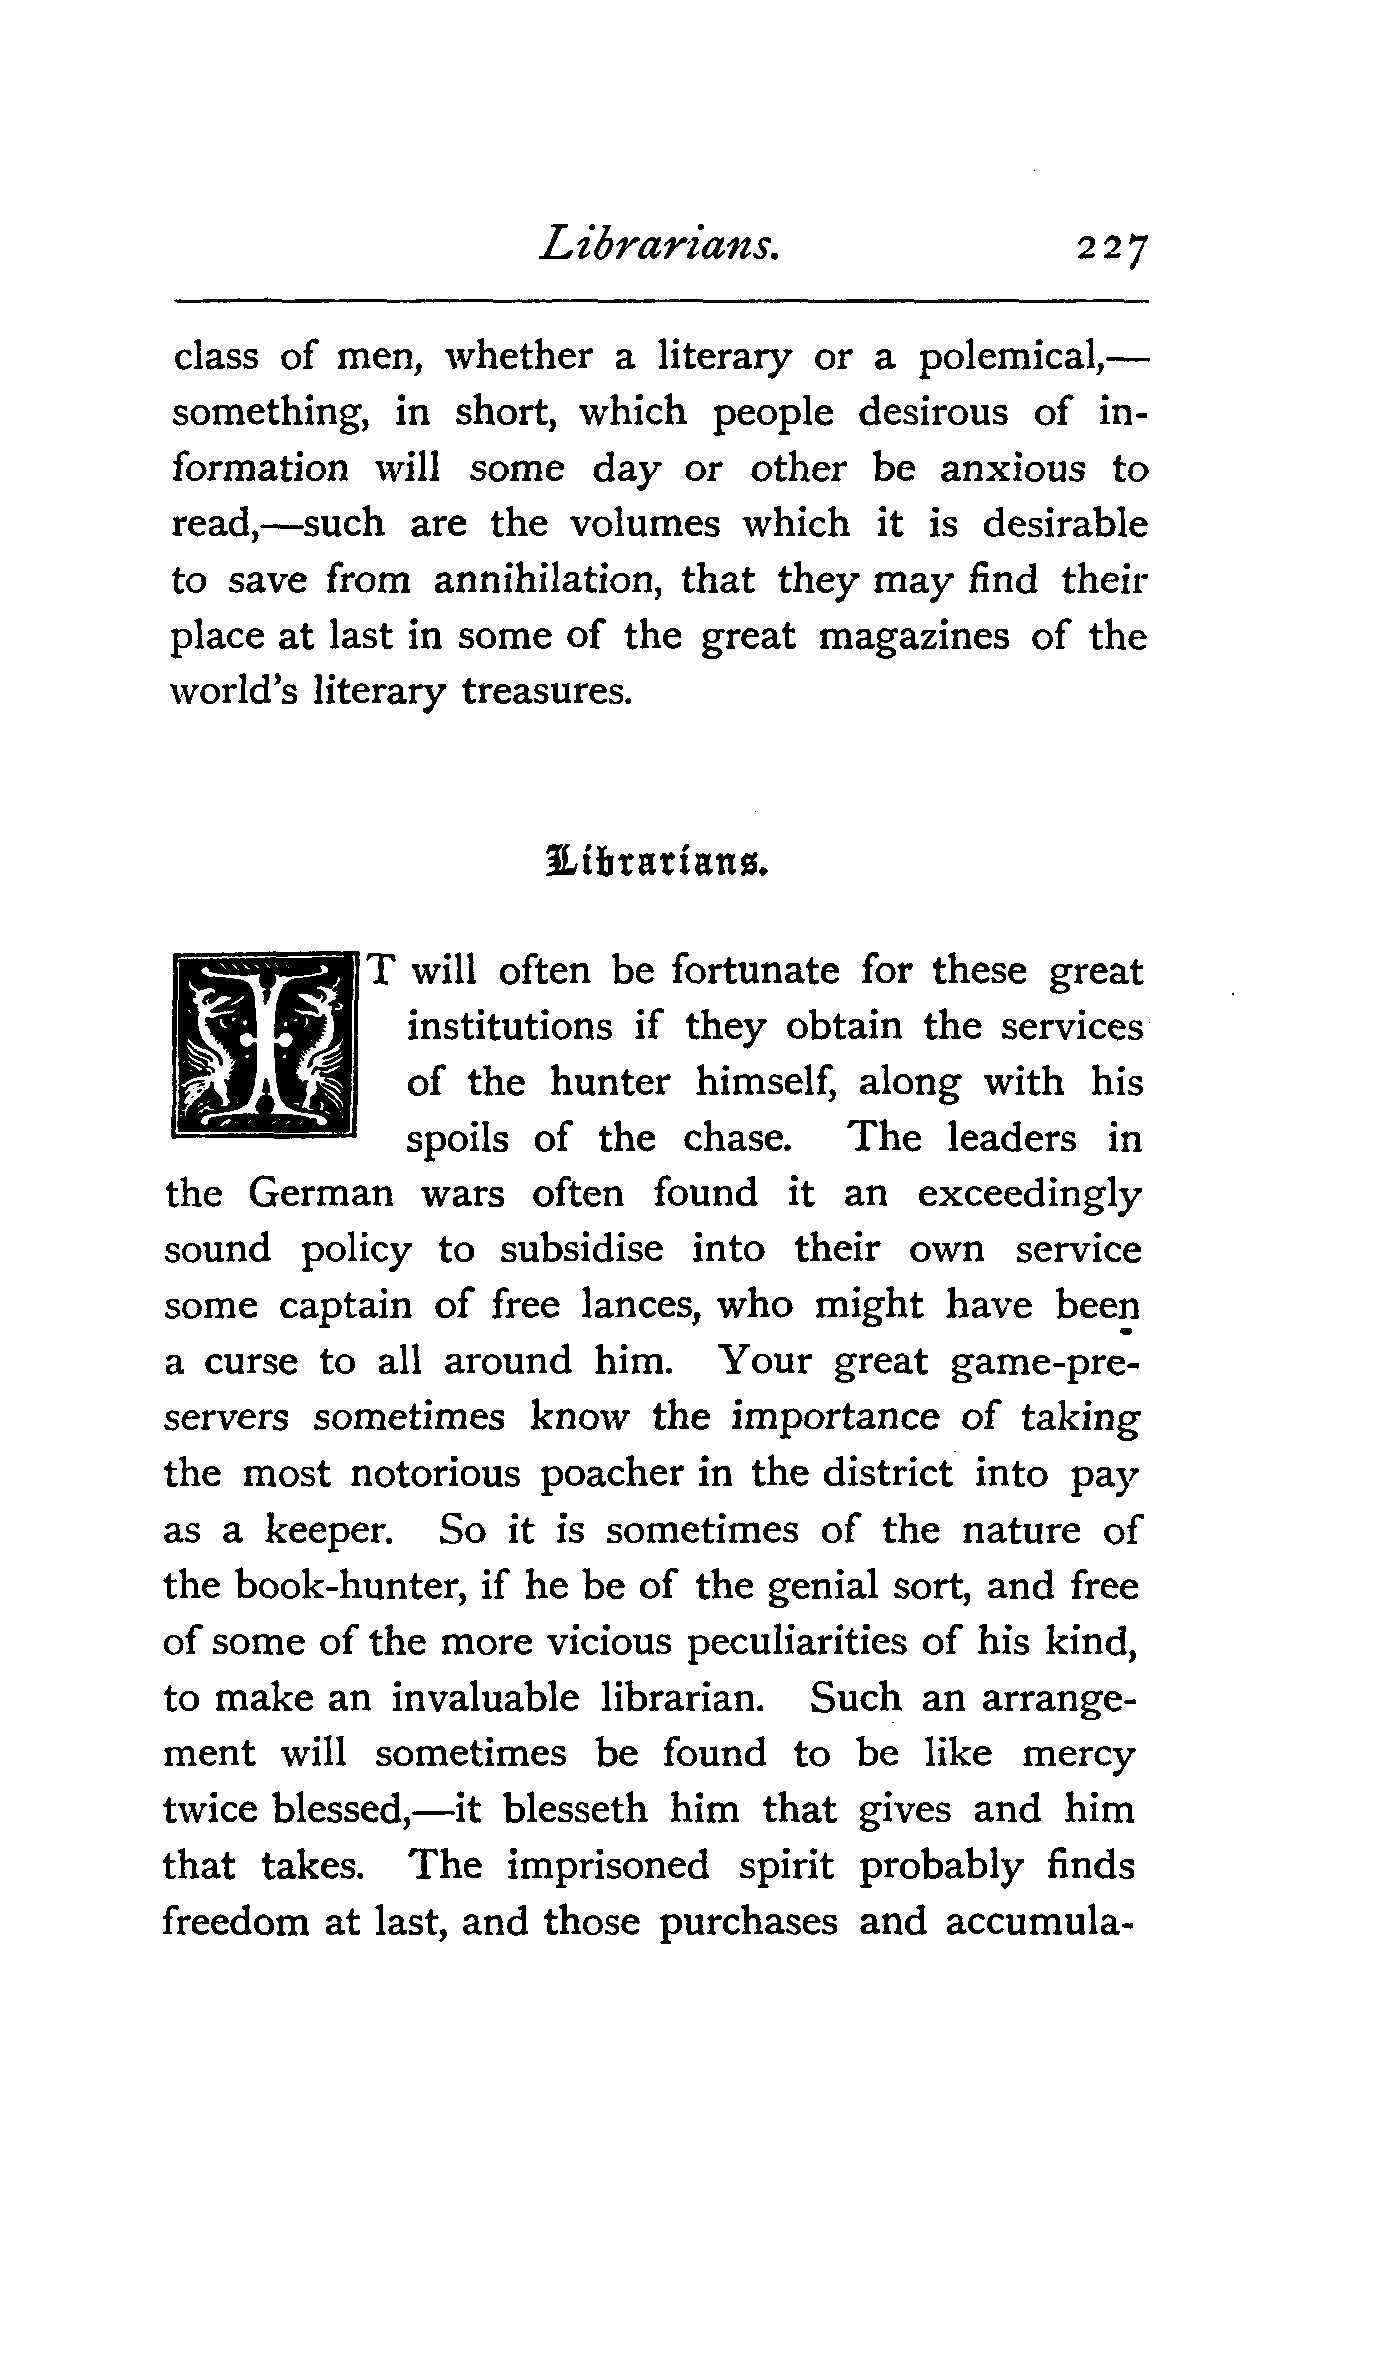 Librarians. 227
class of men, whether a literary or a polemical,—
something, in short, which people desirous of in-
formation will some day or other be anxious to
read,—such are the volumes which it is desirable
to save from annihilation, that they may find their
place at last in some of the great magazines of the
world's literary treasures.
Librarians.
IT will often be fortunate for these great
institutions if they obtain the services
of the hunter himself, along with his
spoils of the chase. The leaders in
the German wars often found it an exceedingly
sound policy to subsidise into their own service
some captain of free lances, who might have been
a curse to all around him. Your great game-pre-
servers sometimes know the importance of taking
the most notorious poacher in the district into pay
as a keeper. So it is sometimes of the nature of
the book-hunter, if he be of the genial sort, and free
of some of the more vicious peculiarities of his kind,
to make an invaluable librarian. Such an arrange-
ment will sometimes be found to be like mercy
twice blessed,—it blesseth him that gives and him
that takes. The imprisoned spirit probably finds
freedom at last, and those purchases and accumula-